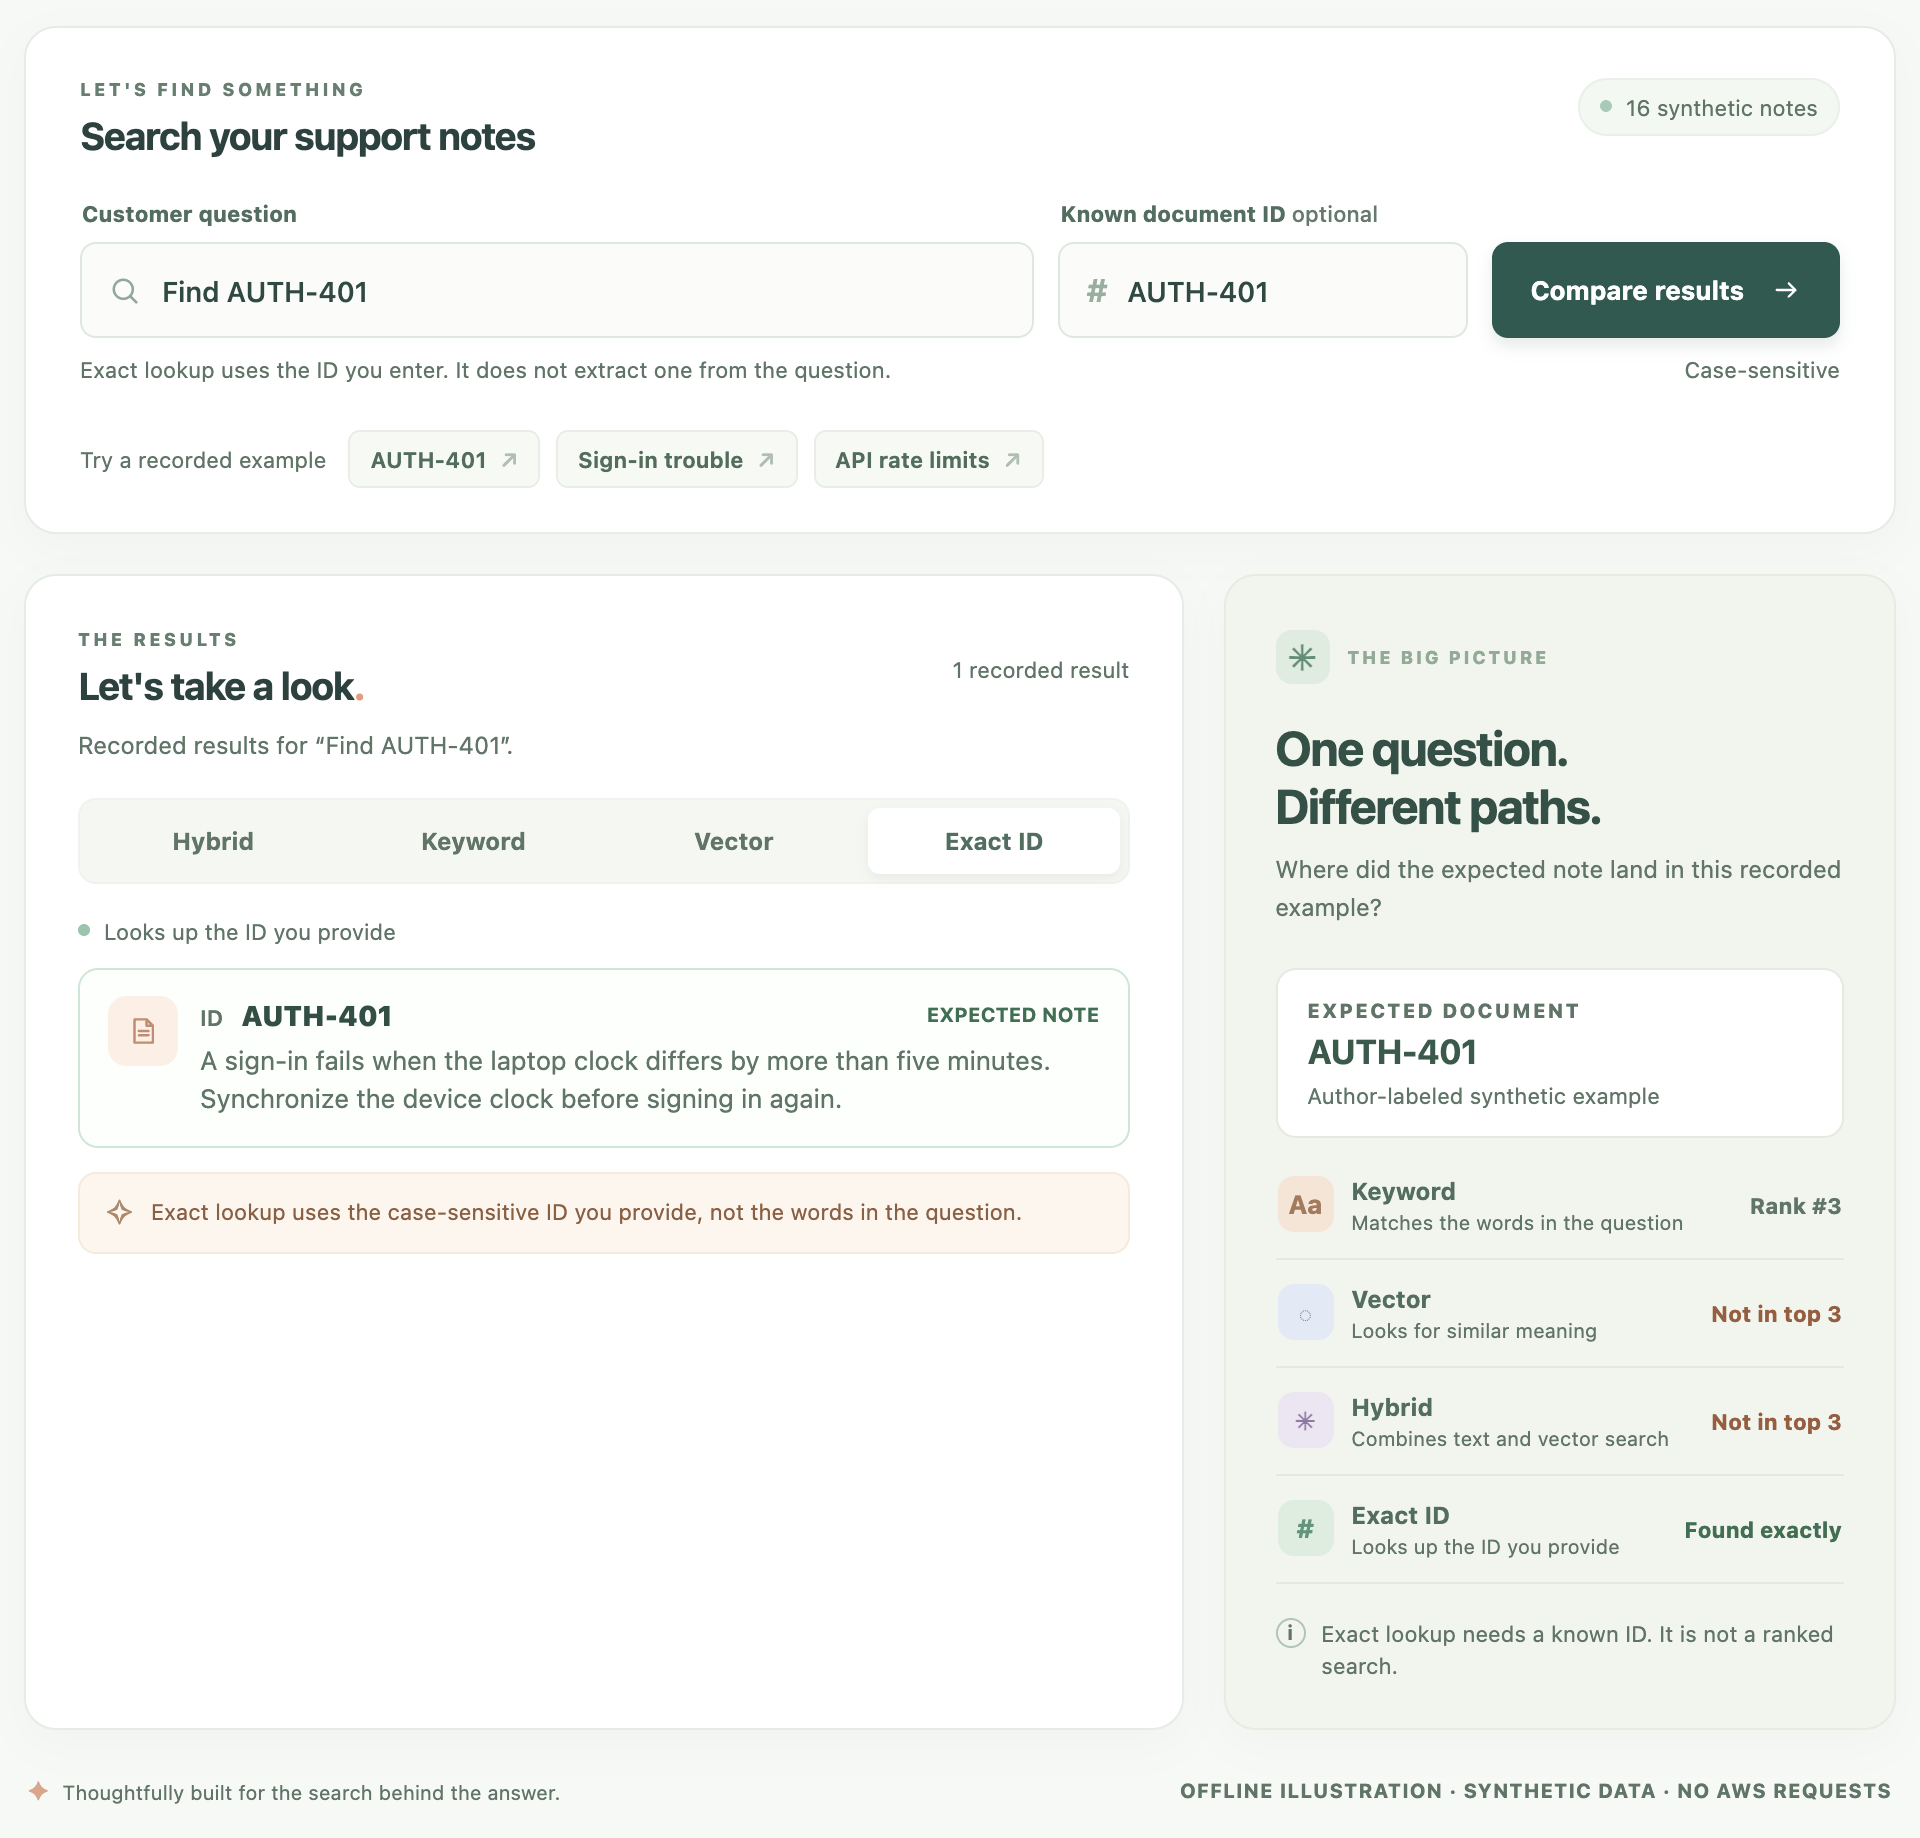 LET'S FIND SOMETHING
Search your support notes
16 synthetic notes
Customer question
Known document ID optional
Find AUTH-401
# AUTH-401
Compare results →
Exact lookup uses the ID you enter. It does not extract one from the question.
Case-sensitive
Try a recorded example
AUTH-401 ↗
Sign-in trouble ↗
API rate limits ↗
THE RESULTS
Let's take a look.
1 recorded result
Recorded results for “Find AUTH-401”.
Hybrid
Keyword
Vector
Exact ID
Looks up the ID you provide
ID AUTH-401
EXPECTED NOTE
A sign-in fails when the laptop clock differs by more than five minutes.
Synchronize the device clock before signing in again.
Exact lookup uses the case-sensitive ID you provide, not the words in the question.
THE BIG PICTURE
One question.
Different paths.
Where did the expected note land in this recorded
example?
EXPECTED DOCUMENT
AUTH-401
Author-labeled synthetic example
Aa
Keyword
Matches the words in the question
Rank #3
Vector
Looks for similar meaning
Not in top 3
Hybrid
Combines text and vector search
Not in top 3
#
Exact ID
Looks up the ID you provide
Found exactly
Exact lookup needs a known ID. It is not a ranked
search.
Thoughtfully built for the search behind the answer.
OFFLINE ILLUSTRATION · SYNTHETIC DATA · NO AWS REQUESTS